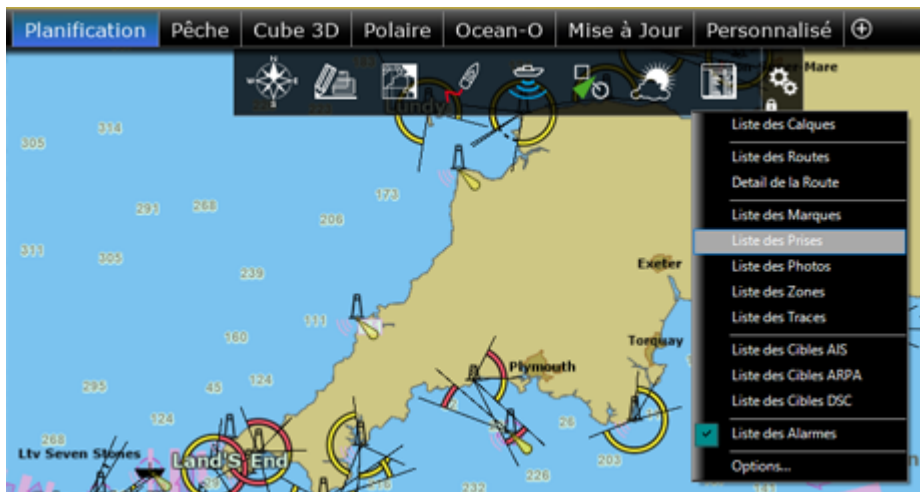 Planification Pêche Cube 3D Polaire Ocean-O Mise à Jour Personnalisé
Mare
Lundy
Liste des Calques
314
305
Liste des Routes
Detail de la Route
173
291 268
206
Liste des Marques
311
305
Liste des Prises
239
Exeter
Liste des Photos
Liste des Zones
111
Liste des Traces
160
Torquay
Liste des Cibles AIS
Plymouth
295 45 124
Liste des Cibles ARPA
Liste des Cibles DSC
124
26
268
Liste des Alarmes
Ltv Seven Stones
Land'S End
203
Options...
226
232